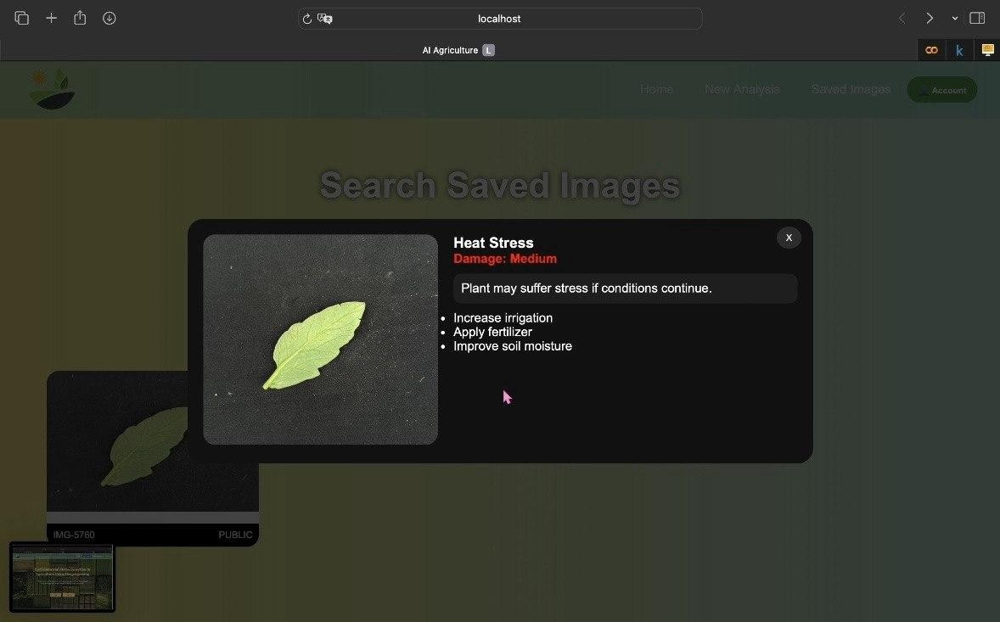 localhost
AI Agriculture L
k
Home New Analysis Saved Images Account
Search Saved Images
Heat Stress
X
Damage: Medium
Plant may suffer stress if conditions continue.
• Increase irrigation
• Apply fertilizer
• Improve soil moisture
IMG-5760 PUBLIC